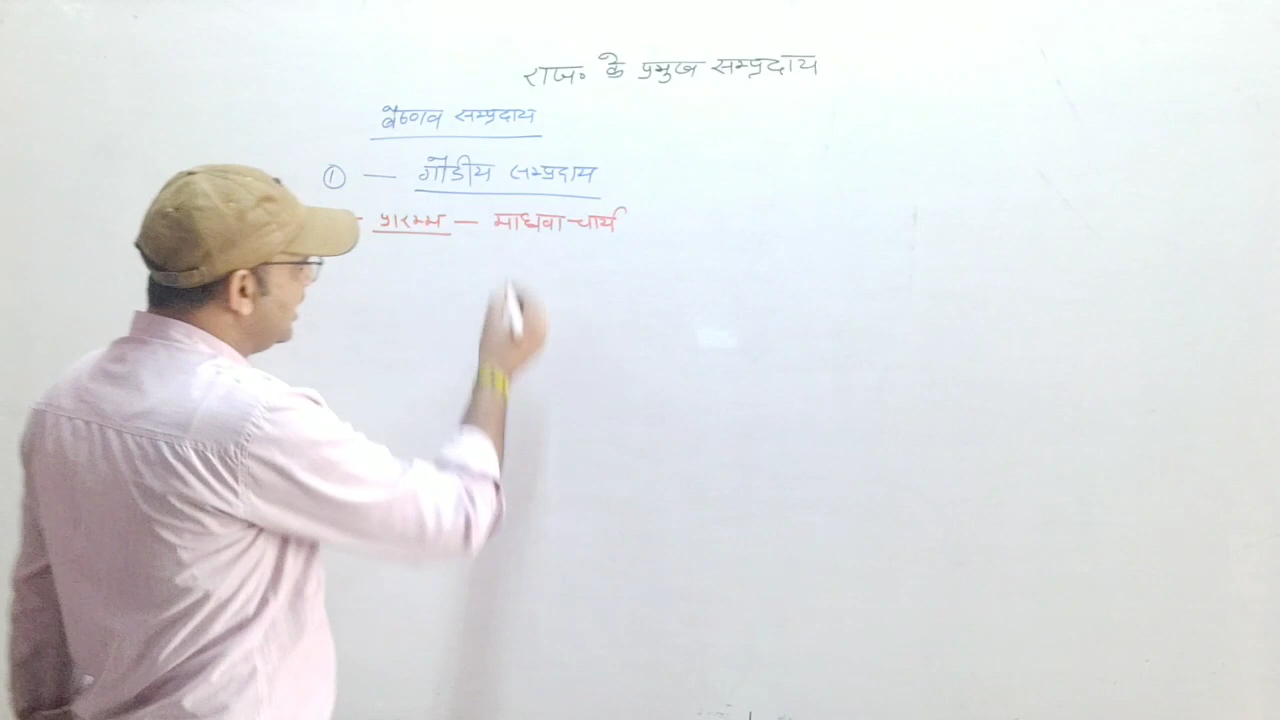 राज० के प्रमुख सम्प्रदाय
वैष्णव सम्प्रदाय
① — गौडीय सम्प्रदाय
- प्रारम्भ — माधवाचार्य